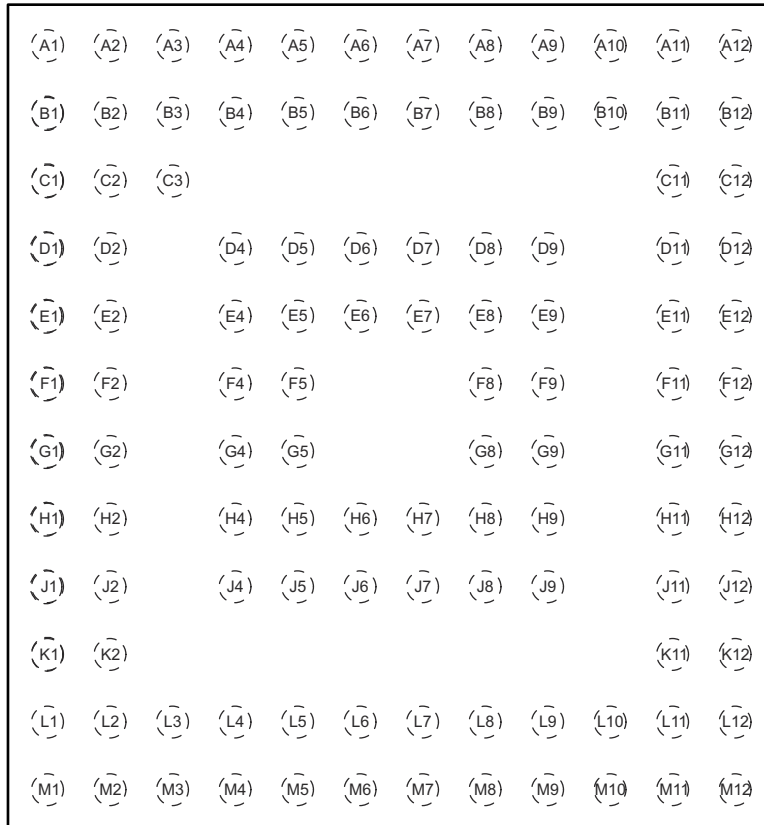 A1 A2 A3 A4 A5 A6 A7 A8 A9 A10 A11 A12
B1 B2 B3 B4 B5 B6 B7 B8 B9 B10 B11 B12
C1 C2 C3 C11 C12
D1 D2 D4 D5 D6 D7 D8 D9 D11 D12
E1 E2 E4 E5 E6 E7 E8 E9 E11 E12
F1 F2 F4 F5 F8 F9 F11 F12
G1 G2 G4 G5 G8 G9 G11 G12
H1 H2 H4 H5 H6 H7 H8 H9 H11 H12
J1 J2 J4 J5 J6 J7 J8 J9 J11 J12
K1 K2 K11 K12
L1 L2 L3 L4 L5 L6 L7 L8 L9 L10 L11 L12
M1 M2 M3 M4 M5 M6 M7 M8 M9 M10 M11 M12